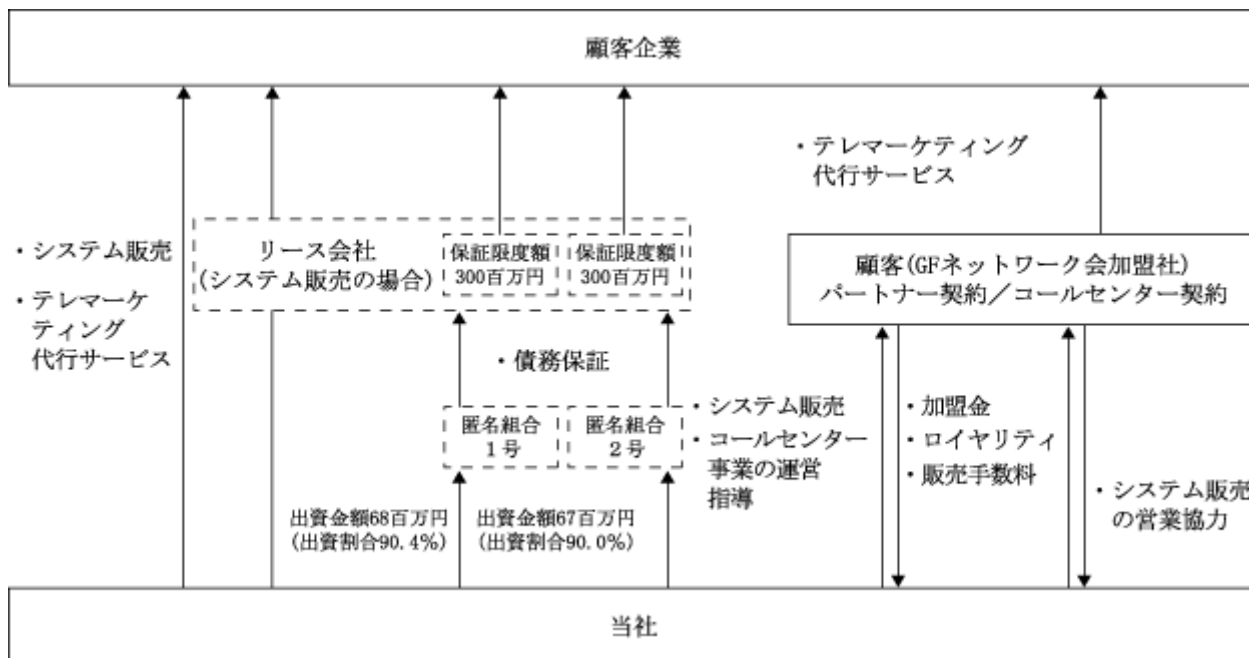 顧客企業
・システム販売
・テレマーケ
ティング
代行サービス
リース会社
(システム販売の場合)
保証限度額
300百万円
保証限度額
300百万円
・債務保証
匿名組合
1号
匿名組合
2号
出資金額68百万円
(出資割合90.4%)
出資金額67百万円
(出資割合90.0%)
・テレマーケティング
代行サービス
顧客(GFネットワーク会加盟社)
パートナー契約／コールセンター契約
・システム販売
・コールセンター
事業の運営
指導
・加盟金
・ロイヤリティ
・販売手数料
・システム販売
の営業協力
当社